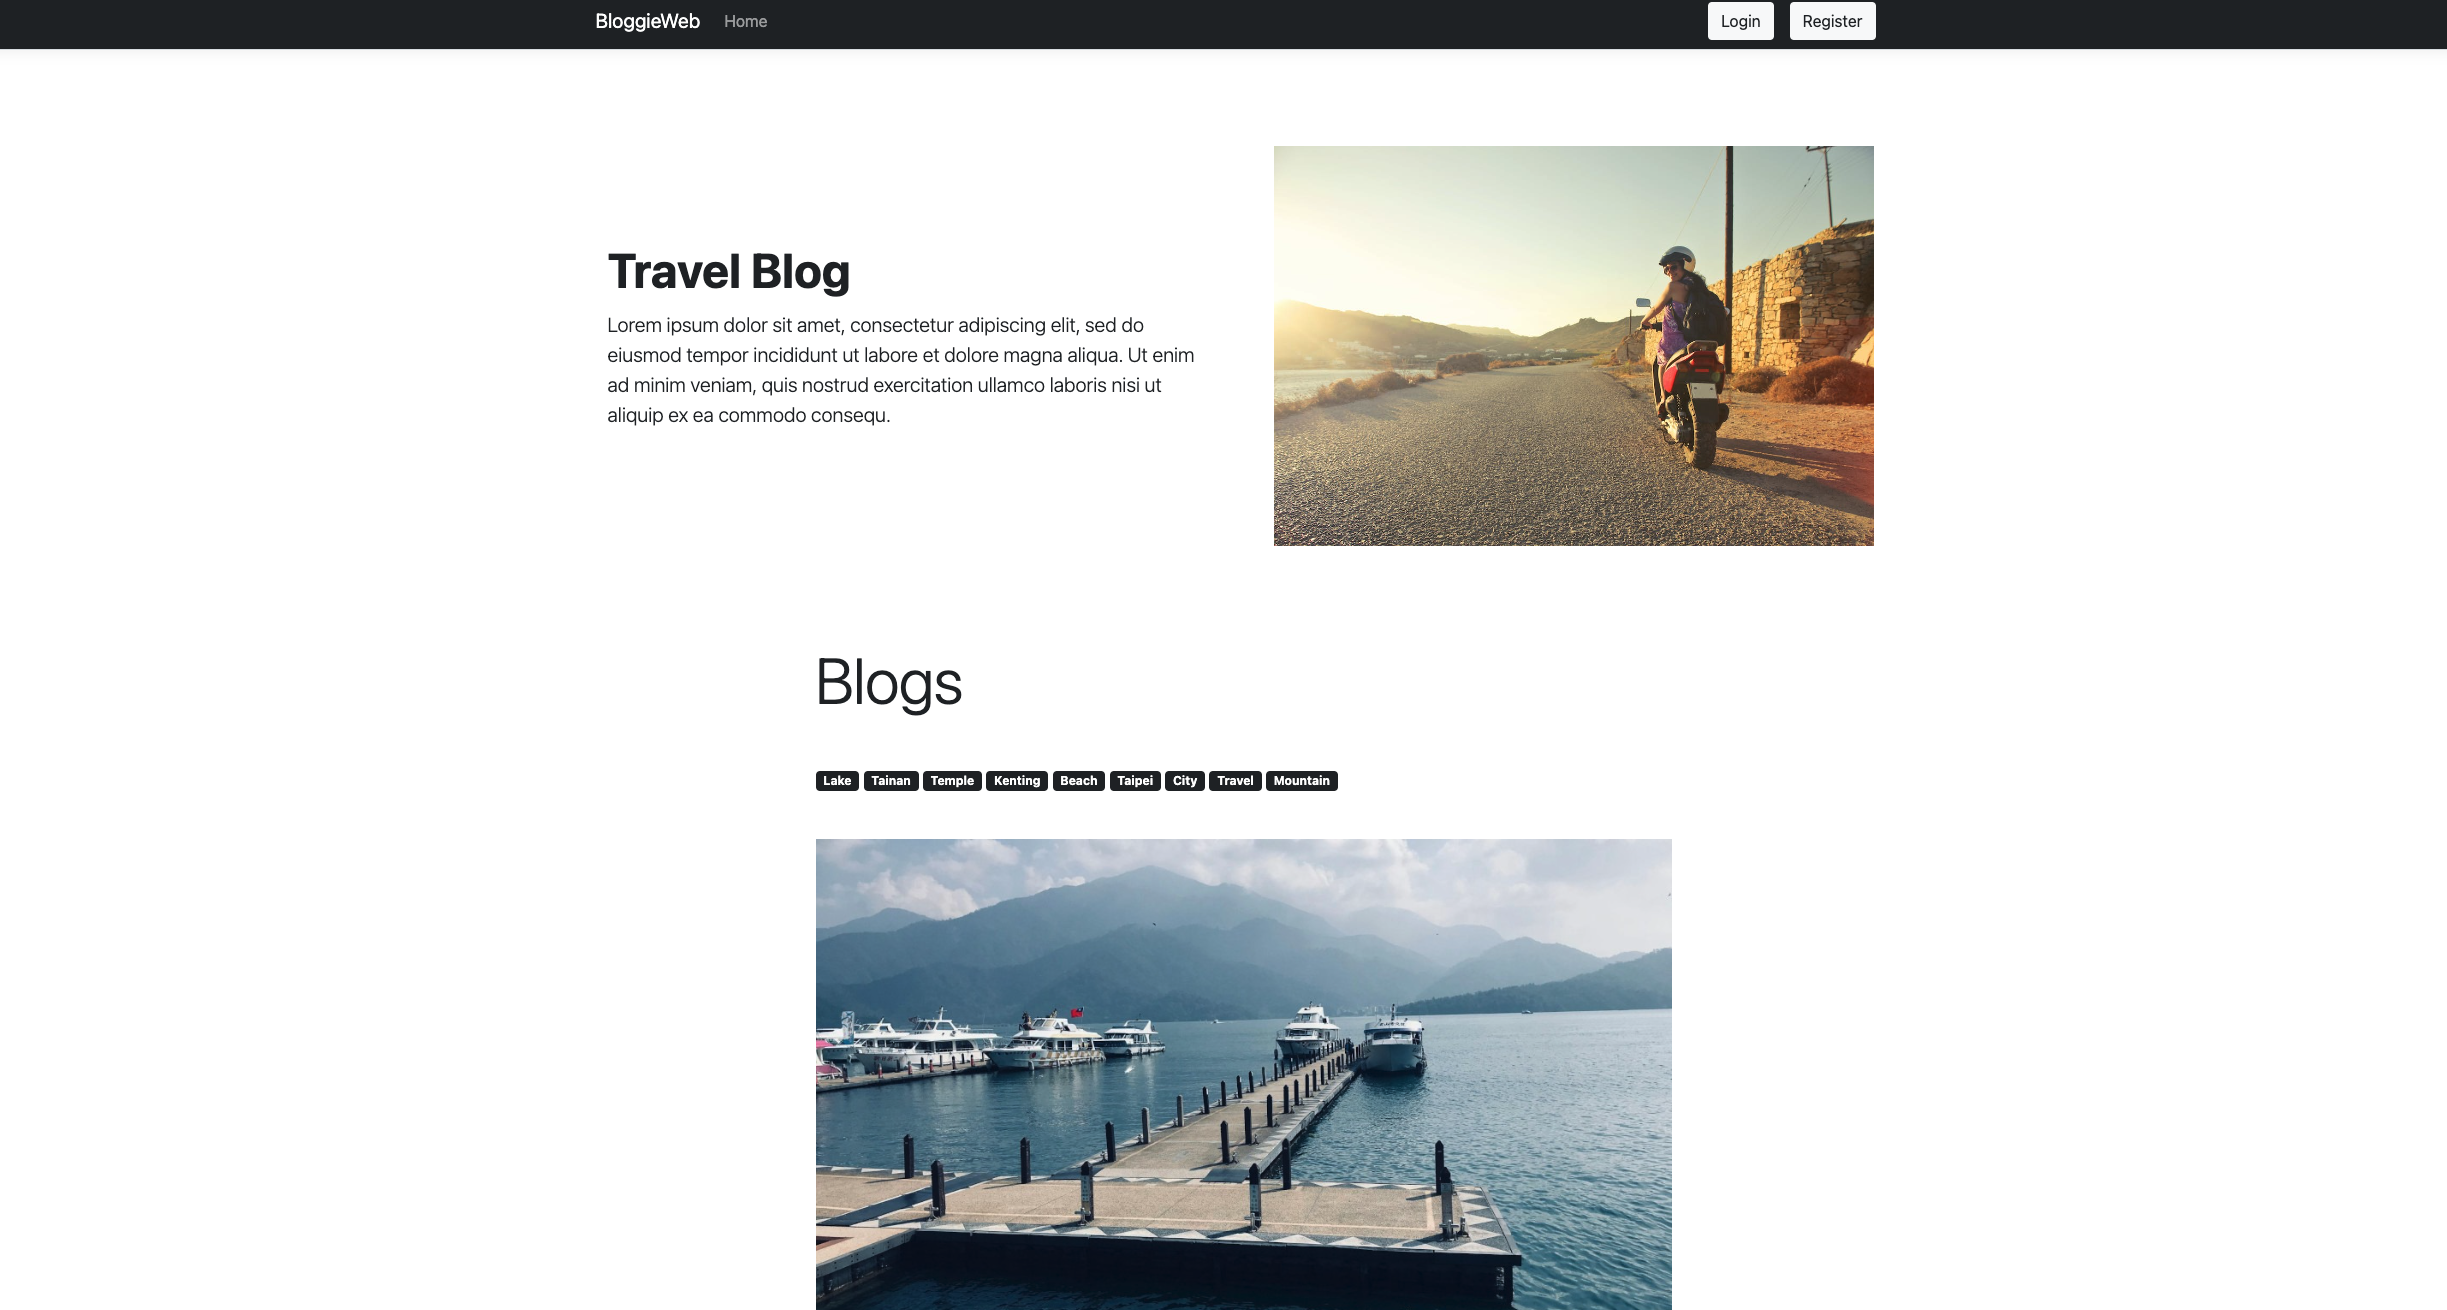 BloggieWeb Home Login Register
Travel Blog
Lorem ipsum dolor sit amet, consectetur adipiscing elit, sed do
eiusmod tempor incididunt ut labore et dolore magna aliqua. Ut enim
ad minim veniam, quis nostrud exercitation ullamco laboris nisi ut
aliquip ex ea commodo consequ.
Blogs
Lake Tainan Temple Kenting Beach Taipei City Travel Mountain